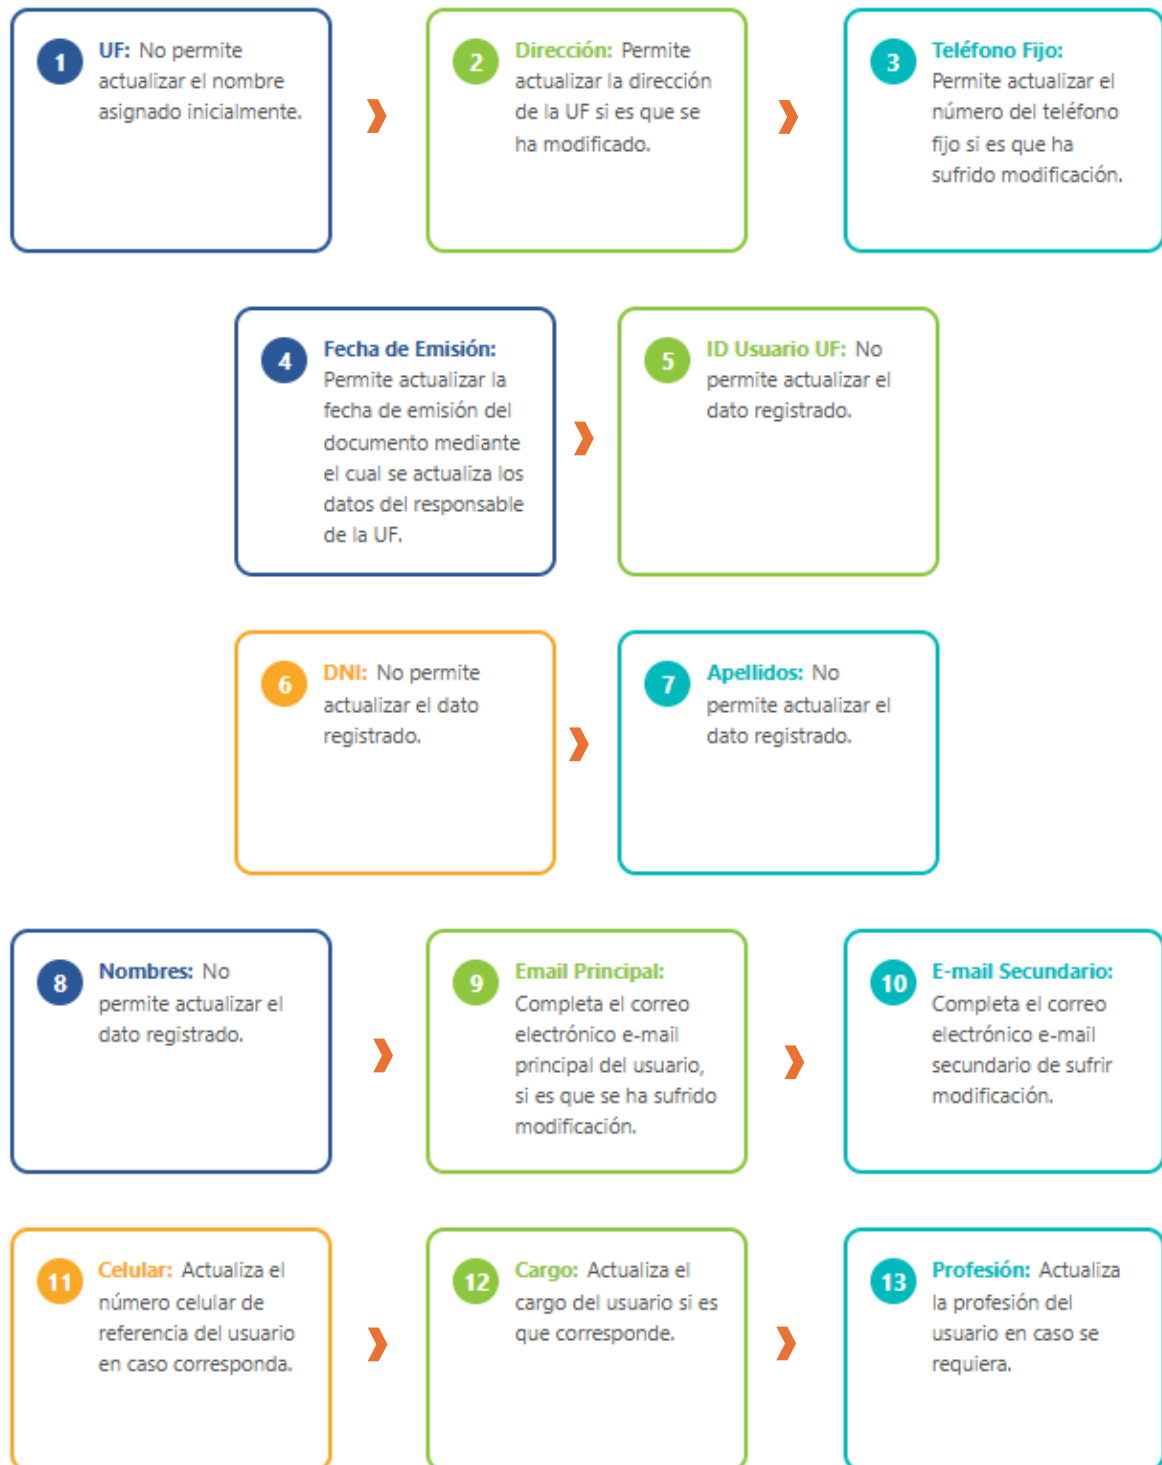 1
UF: No permite
actualizar el nombre
asignado inicialmente.
2
Dirección: Permite
actualizar la dirección
de la UF si es que se
ha modificado.
3
Teléfono Fijo:
Permite actualizar el
número del teléfono
fijo si es que ha
sufrido modificación.
4
Fecha de Emisión:
Permite actualizar la
fecha de emisión del
documento mediante
el cual se actualiza los
datos del responsable
de la UF.
5
ID Usuario UF: No
permite actualizar el
dato registrado.
6
DNI: No permite
actualizar el dato
registrado.
7
Apellidos: No
permite actualizar el
dato registrado.
8
Nombres: No
permite actualizar el
dato registrado.
9
Email Principal:
Completa el correo
electrónico e-mail
principal del usuario,
si es que se ha sufrido
modificación.
10
E-mail Secundario:
Completa el correo
electrónico e-mail
secundario de sufrir
modificación.
11
Celular: Actualiza el
número celular de
referencia del usuario
en caso corresponda.
12
Cargo: Actualiza el
cargo del usuario si es
que corresponde.
13
Profesión: Actualiza
la profesión del
usuario en caso se
requiera.